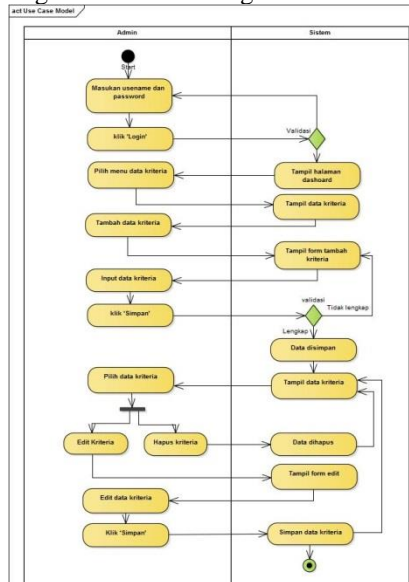 act Use Case Model
Admin
Sistem
Start
Masukan usename dan
password
klik 'Login'
Validasi
Tampil halaman
dashoard
Pilih menu data kriteria
Tampil data kriteria
Tambah data kriteria
Tampil form tambah
kriteria
Input data kriteria
klik 'Simpan'
validasi
Tidak lengkap
Lengkap
Data disimpan
Tampil data kriteria
Pilih data kriteria
Edit Kriteria
Hapus kriteria
Data dihapus
Tampil form edit
Edit data kriteria
Klik 'Simpan'
Simpan data kriteria